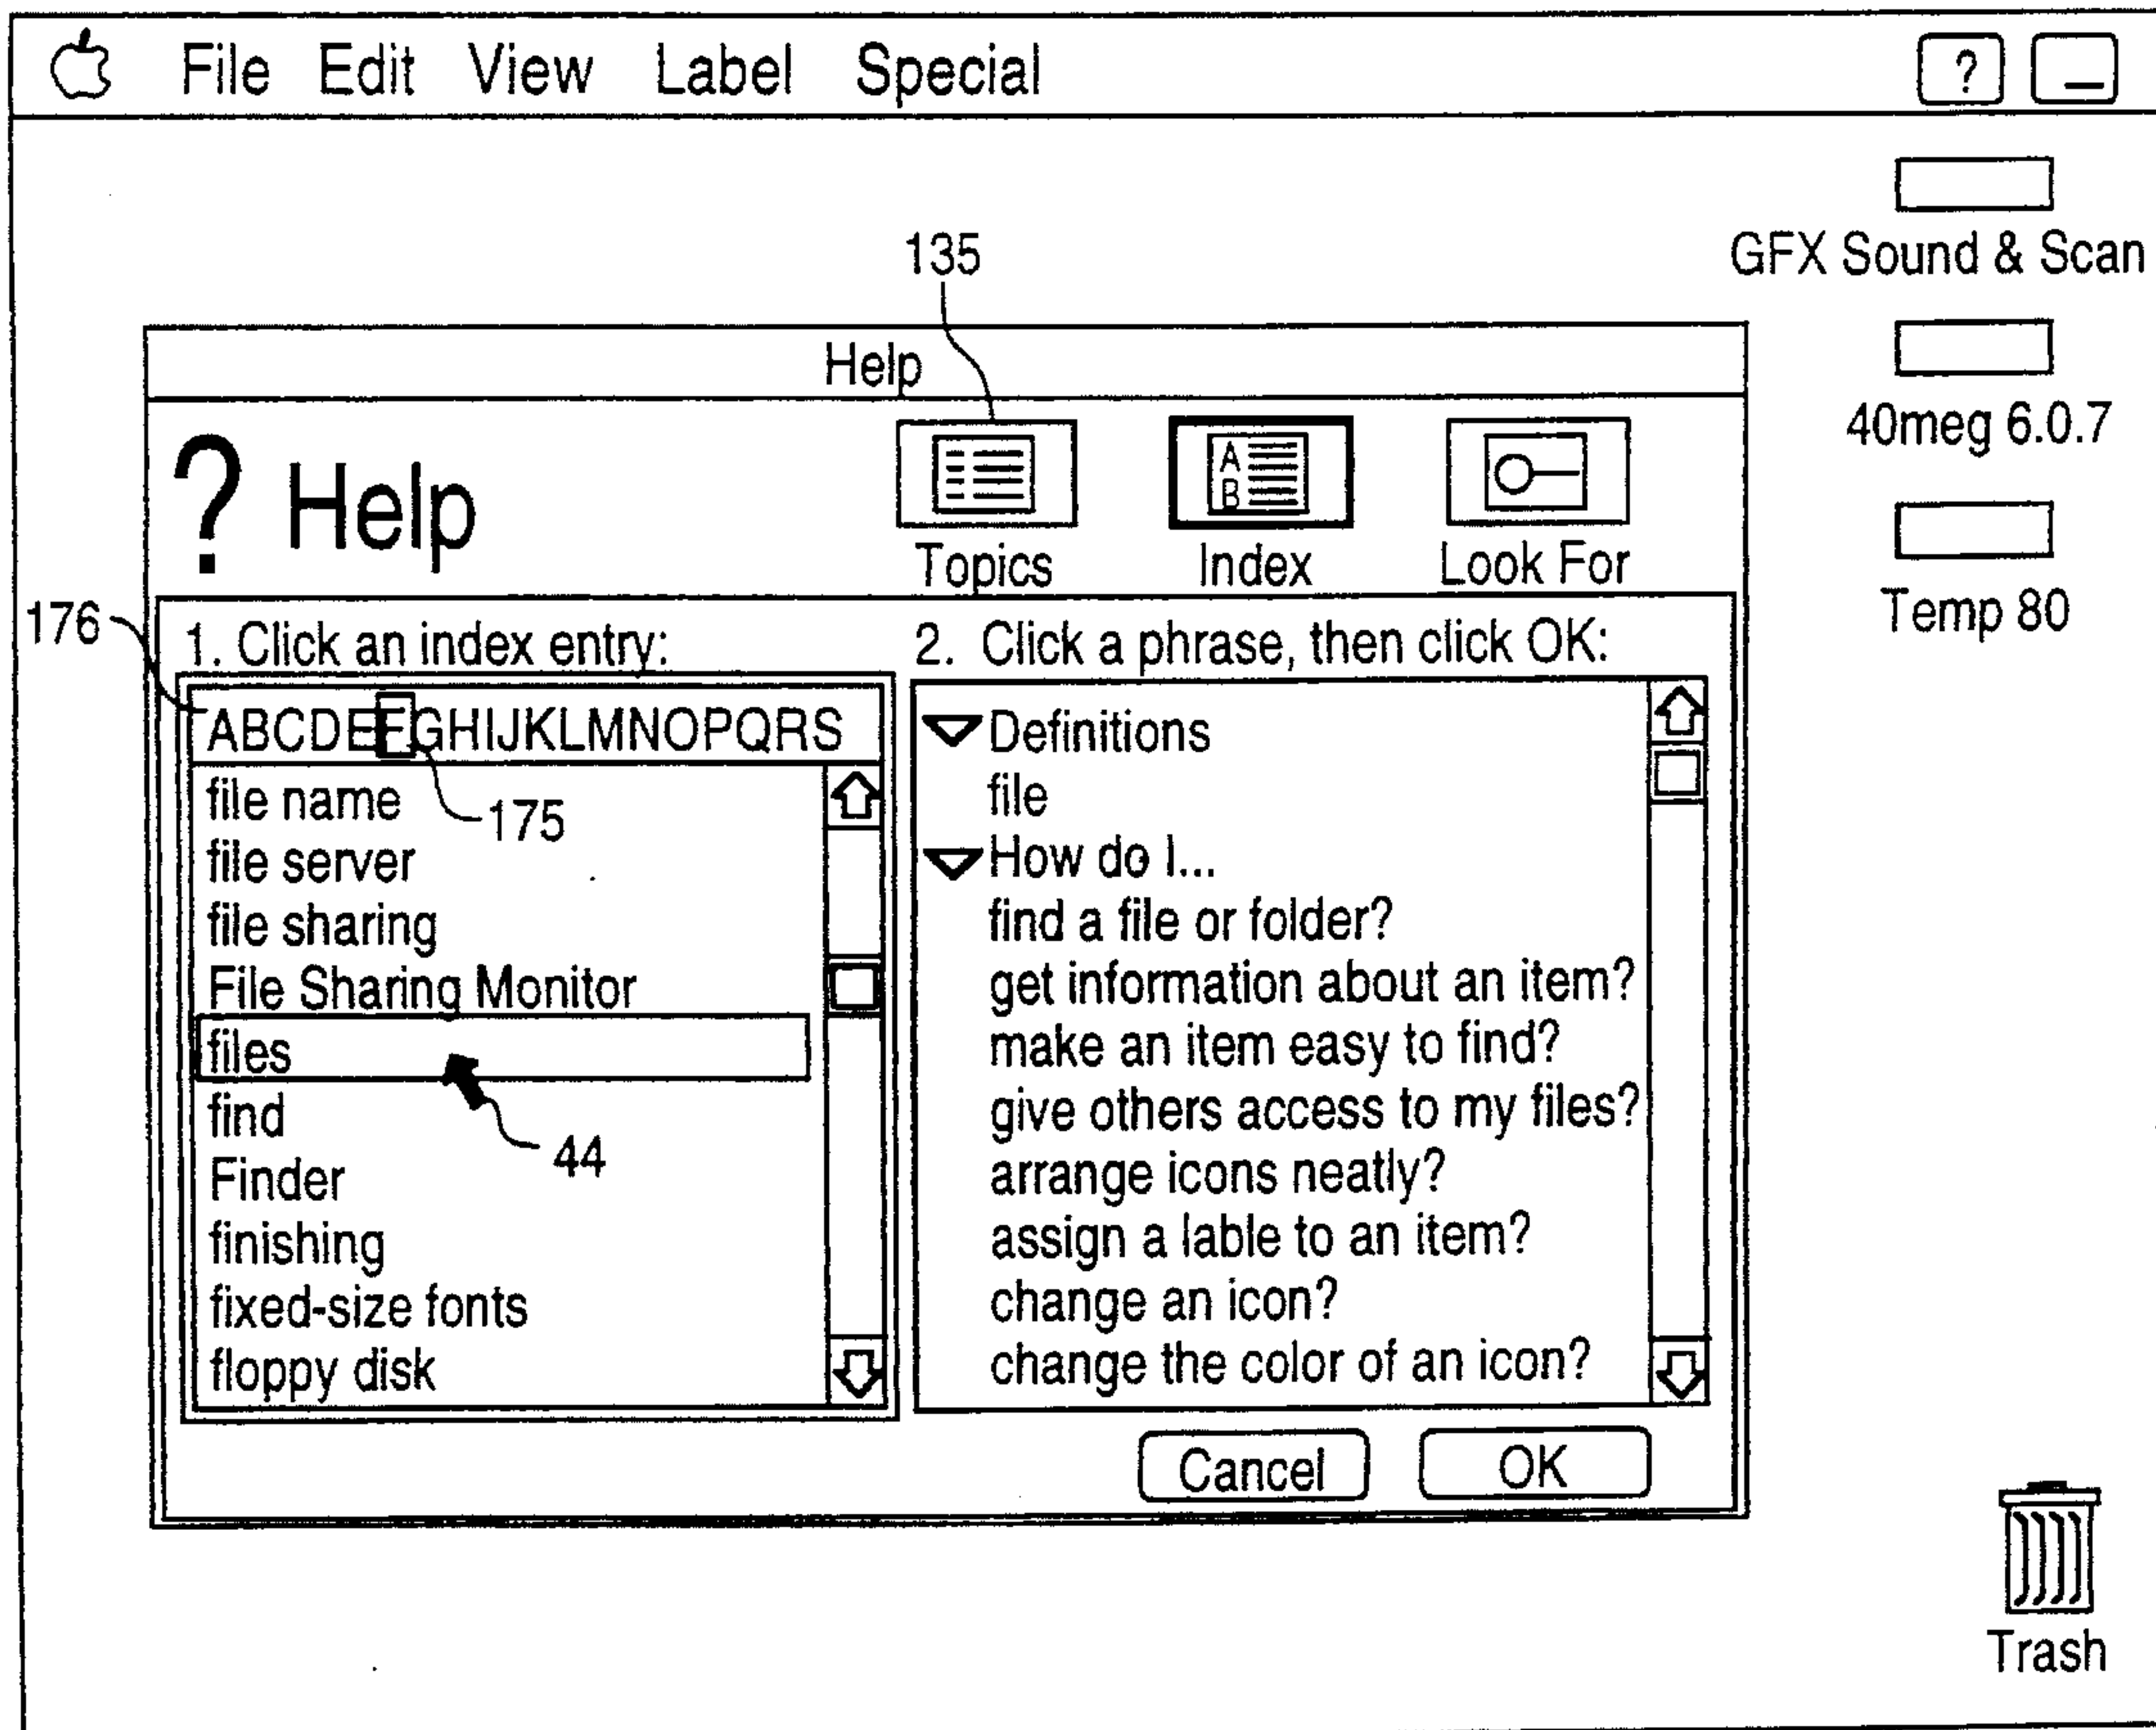 File Edit View Label Special ?
GFX Sound & Scan
135
Help
40meg 6.0.7
? Help
A
B
Topics Index Look For
Temp 80
176
1. Click an index entry:
2. Click a phrase, then click OK:
ABCDEFGHIJKLMNOPQRS
175
file name
file server
file sharing
File Sharing Monitor
files
44
find
Finder
finishing
fixed-size fonts
floppy disk
Definitions
file
How do I...
find a file or folder?
get information about an item?
make an item easy to find?
give others access to my files?
arrange icons neatly?
assign a lable to an item?
change an icon?
change the color of an icon?
Cancel OK
Trash